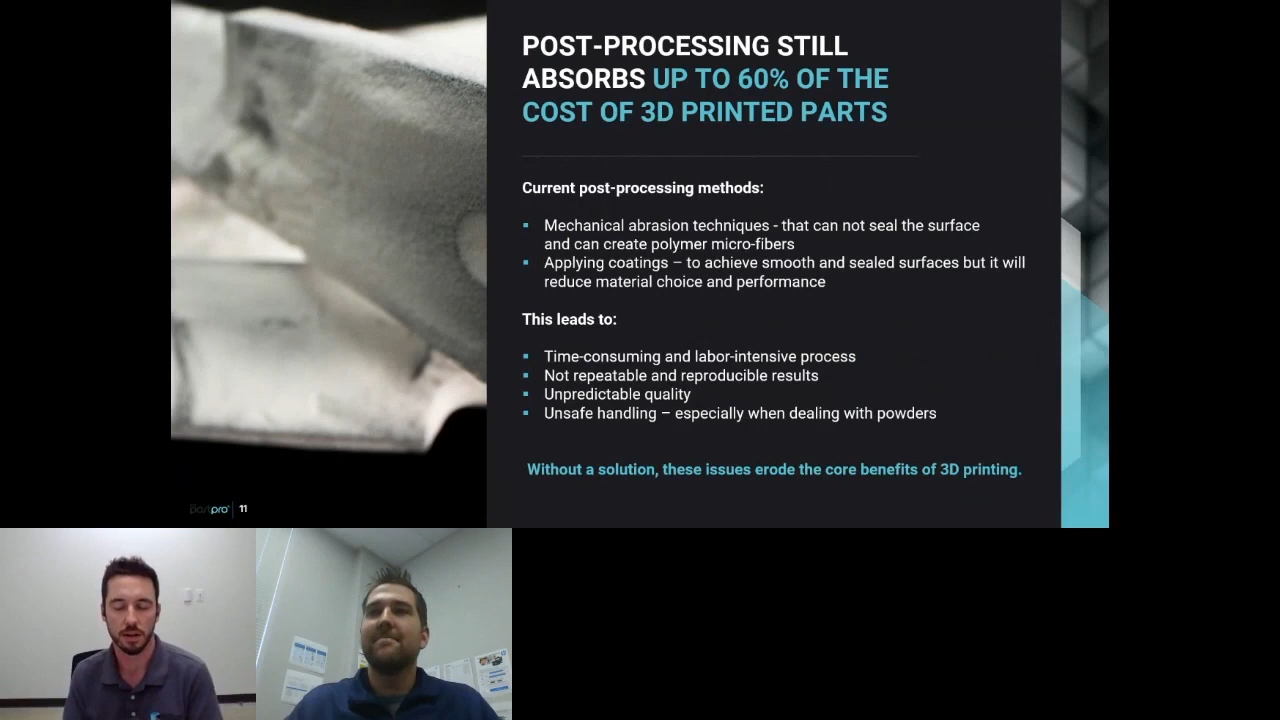 POST-PROCESSING STILL
ABSORBS UP TO 60% OF THE
COST OF 3D PRINTED PARTS
Current post-processing methods:
▪ Mechanical abrasion techniques - that can not seal the surface
and can create polymer micro-fibers
▪ Applying coatings – to achieve smooth and sealed surfaces but it will
reduce material choice and performance
This leads to:
▪ Time-consuming and labor-intensive process
▪ Not repeatable and reproducible results
▪ Unpredictable quality
▪ Unsafe handling – especially when dealing with powders
Without a solution, these issues erode the core benefits of 3D printing.
postpro 11